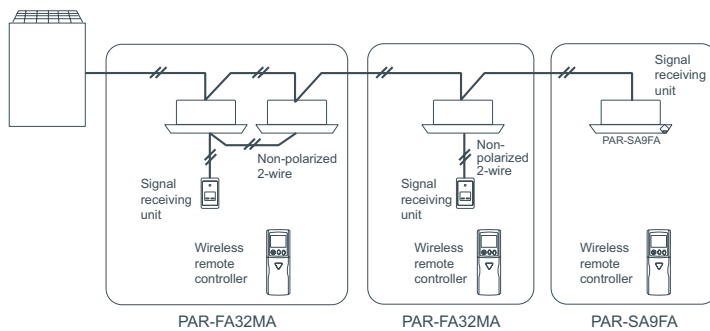 Signal
receiving
unit
PAR-SA9FA
Non-polarized
2-wire
Signal
receiving
unit
Non-
polarized
2-wire
Signal
receiving
unit
Wireless
remote
controller
Wireless
remote
controller
Wireless
remote
controller
PAR-FA32MA
PAR-FA32MA
PAR-SA9FA